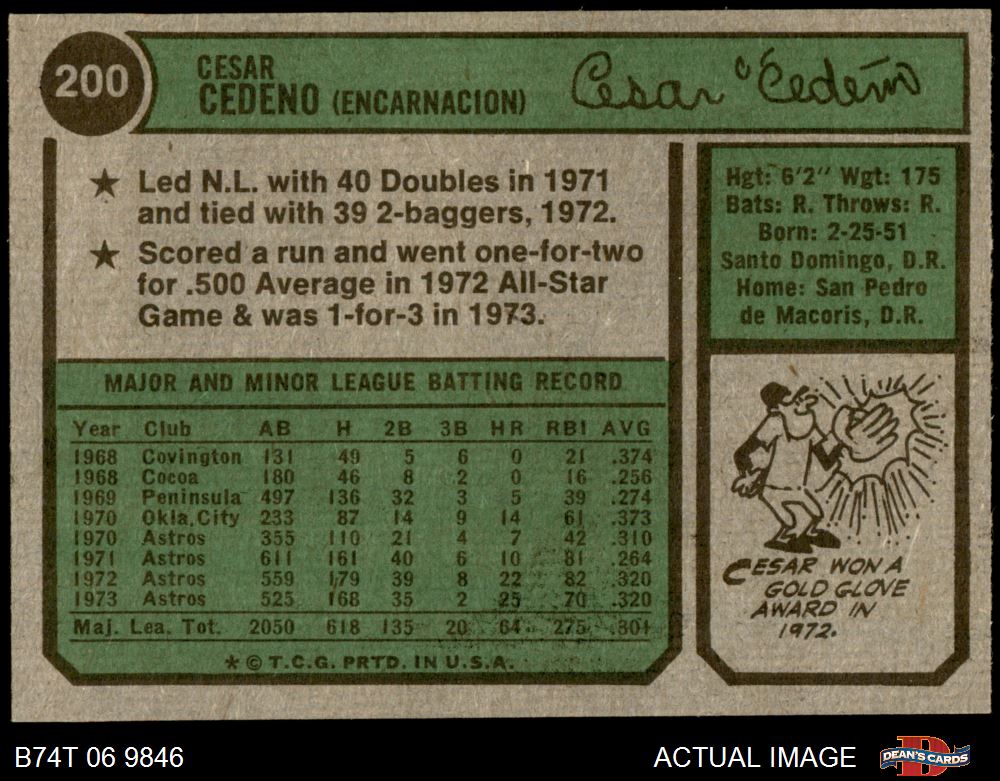 200
CESAR
CEDENO (ENCARNACION)
Cesar Cedeño
★ Led N.L. with 40 Doubles in 1971
and tied with 39 2-baggers, 1972.
★ Scored a run and went one-for-two
for .500 Average in 1972 All-Star
Game & was 1-for-3 in 1973.
Hgt: 6'2" Wgt: 175
Bats: R. Throws: R.
Born: 2-25-51
Santo Domingo, D.R.
Home: San Pedro
de Macoris, D.R.
MAJOR AND MINOR LEAGUE BATTING RECORD
Year Club AB H 2B 3B HR RBI AVG
1968 Covington 131 49 5 6 0 21 .374
1968 Cocoa 180 46 8 2 0 16 .256
1969 Peninsula 497 136 32 3 5 39 .274
1970 Okla. City 233 87 14 9 14 61 .373
1970 Astros 355 110 21 4 7 42 .310
1971 Astros 611 161 40 6 10 81 .264
1972 Astros 559 179 39 8 22 82 .320
1973 Astros 525 168 35 2 25 70 .320
Maj. Lea. Tot. 2050 618 135 20 64 275 .301
* © T.C.G. PRTD. IN U.S.A.
CESAR WON A
GOLD GLOVE
AWARD IN
1972.
B74T 06 9846
ACTUAL IMAGE
DEAN'S CARDS